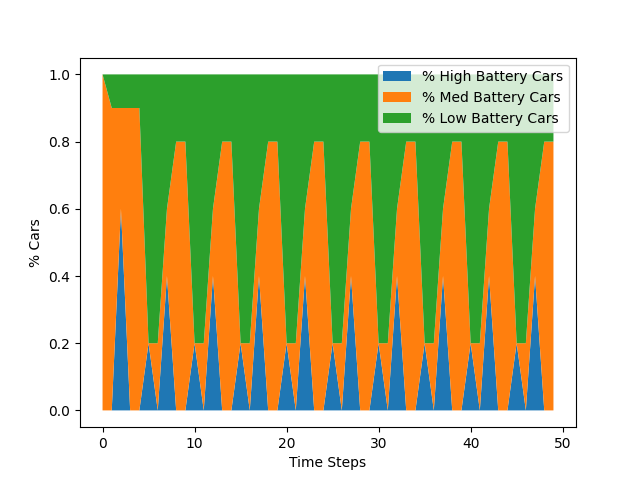 % High Battery Cars
% Med Battery Cars
% Low Battery Cars
1.0
0.8
0.6
0.4
0.2
0.0
% Cars
0
10
20
30
40
50
Time Steps